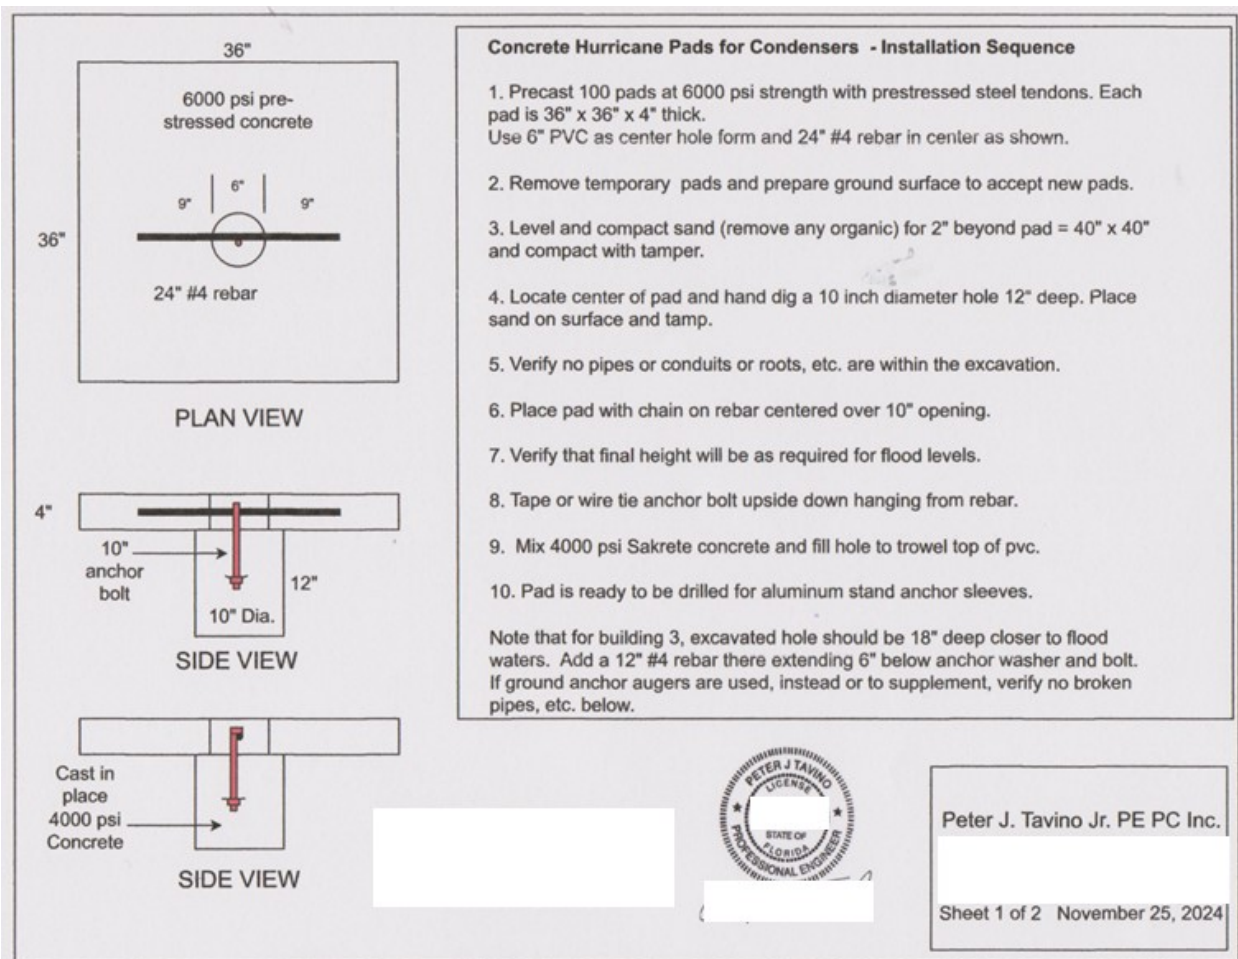 36"
6000 psi pre-
stressed concrete
6"
9"
9"
36"
24" #4 rebar
PLAN VIEW
4"
10"
anchor
bolt
12"
10" Dia.
SIDE VIEW
Cast in
place
4000 psi
Concrete
SIDE VIEW
Concrete Hurricane Pads for Condensers - Installation Sequence
1. Precast 100 pads at 6000 psi strength with prestressed steel tendons. Each
pad is 36" x 36" x 4" thick.
Use 6" PVC as center hole form and 24" #4 rebar in center as shown.
2. Remove temporary pads and prepare ground surface to accept new pads.
3. Level and compact sand (remove any organic) for 2" beyond pad = 40" x 40"
and compact with tamper.
4. Locate center of pad and hand dig a 10 inch diameter hole 12" deep. Place
sand on surface and tamp.
5. Verify no pipes or conduits or roots, etc. are within the excavation.
6. Place pad with chain on rebar centered over 10" opening.
7. Verify that final height will be as required for flood levels.
8. Tape or wire tie anchor bolt upside down hanging from rebar.
9. Mix 4000 psi Sakrete concrete and fill hole to trowel top of pvc.
10. Pad is ready to be drilled for aluminum stand anchor sleeves.
Note that for building 3, excavated hole should be 18" deep closer to flood
waters. Add a 12" #4 rebar there extending 6" below anchor washer and bolt.
If ground anchor augers are used, instead or to supplement, verify no broken
pipes, etc. below.
PETER J TAVINO
LICENSE
STATE OF
FLORIDA
PROFESSIONAL ENGINEER
Peter J. Tavino Jr. PE PC Inc.
Sheet 1 of 2 November 25, 2024